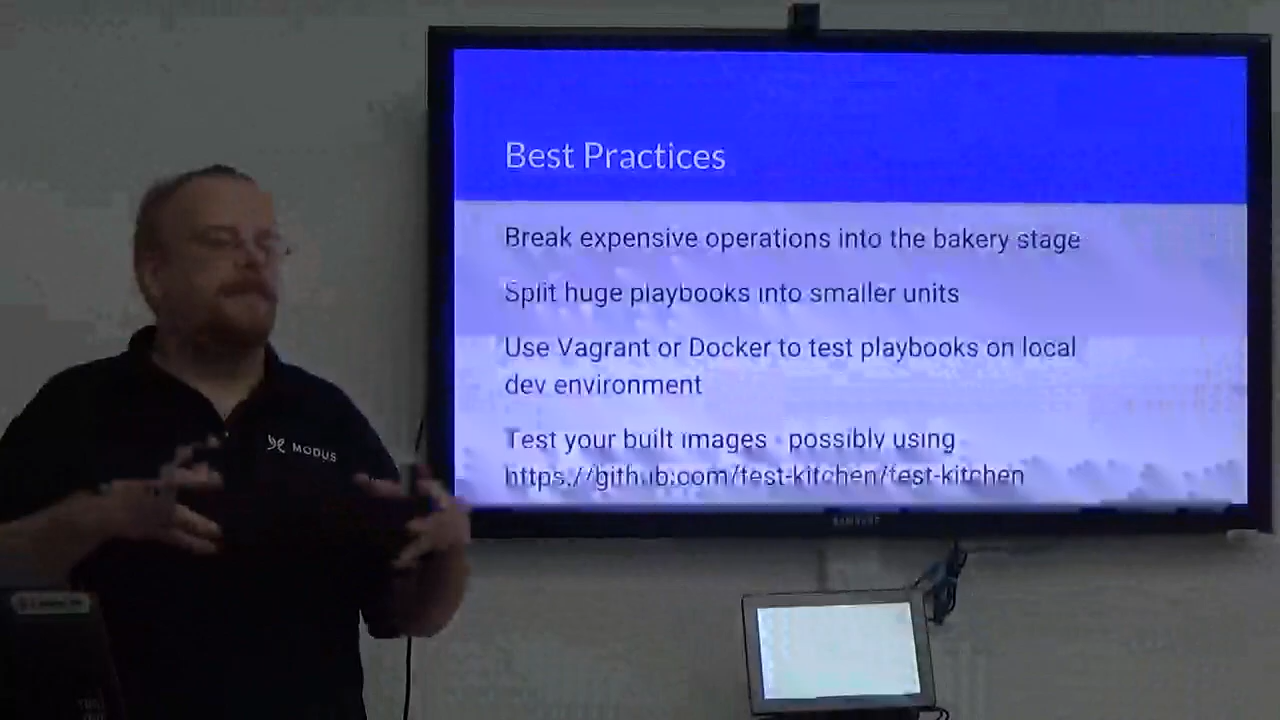 Best Practices
Break expensive operations into the bakery stage
Split huge playbooks into smaller units
Use Vagrant or Docker to test playbooks on local
dev environment
Test your built images - possibly using
https://github.com/test-kitchen/test-kitchen
MODUS
SAMSUNG